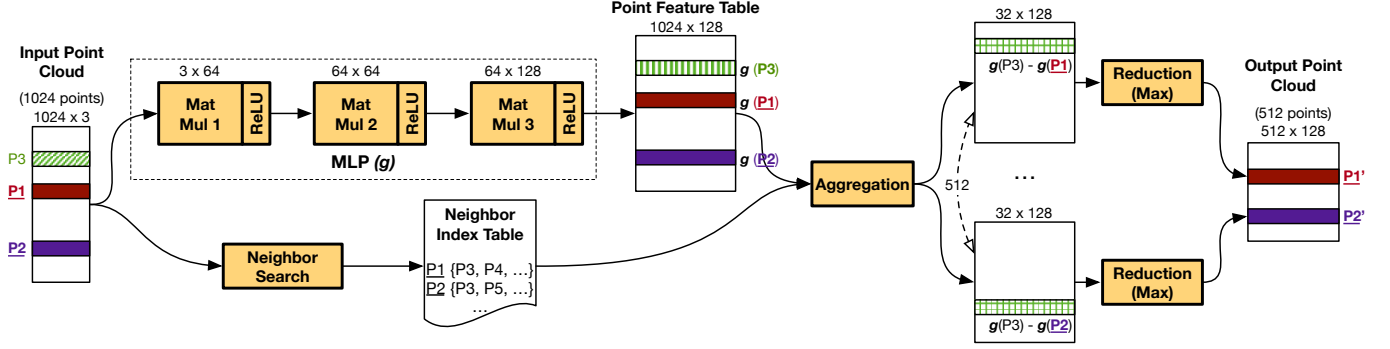 Input Point
Cloud
(1024 points)
1024 x 3
P3
P1
P2
3 x 64
Mat
Mul 1
ReLU
64 x 64
Mat
Mul 2
ReLU
64 x 128
Mat
Mul 3
ReLU
MLP (g)
Neighbor
Search
Neighbor
Index Table
P1 {P3, P4, ...}
P2 {P3, P5, ...}
...
Point Feature Table
1024 x 128
g (P3)
g (P1)
g (P2)
Aggregation
32 x 128
g(P3) - g(P1)
512
...
32 x 128
g(P3) - g(P2)
Reduction
(Max)
Reduction
(Max)
Output Point
Cloud
(512 points)
512 x 128
P1'
P2'